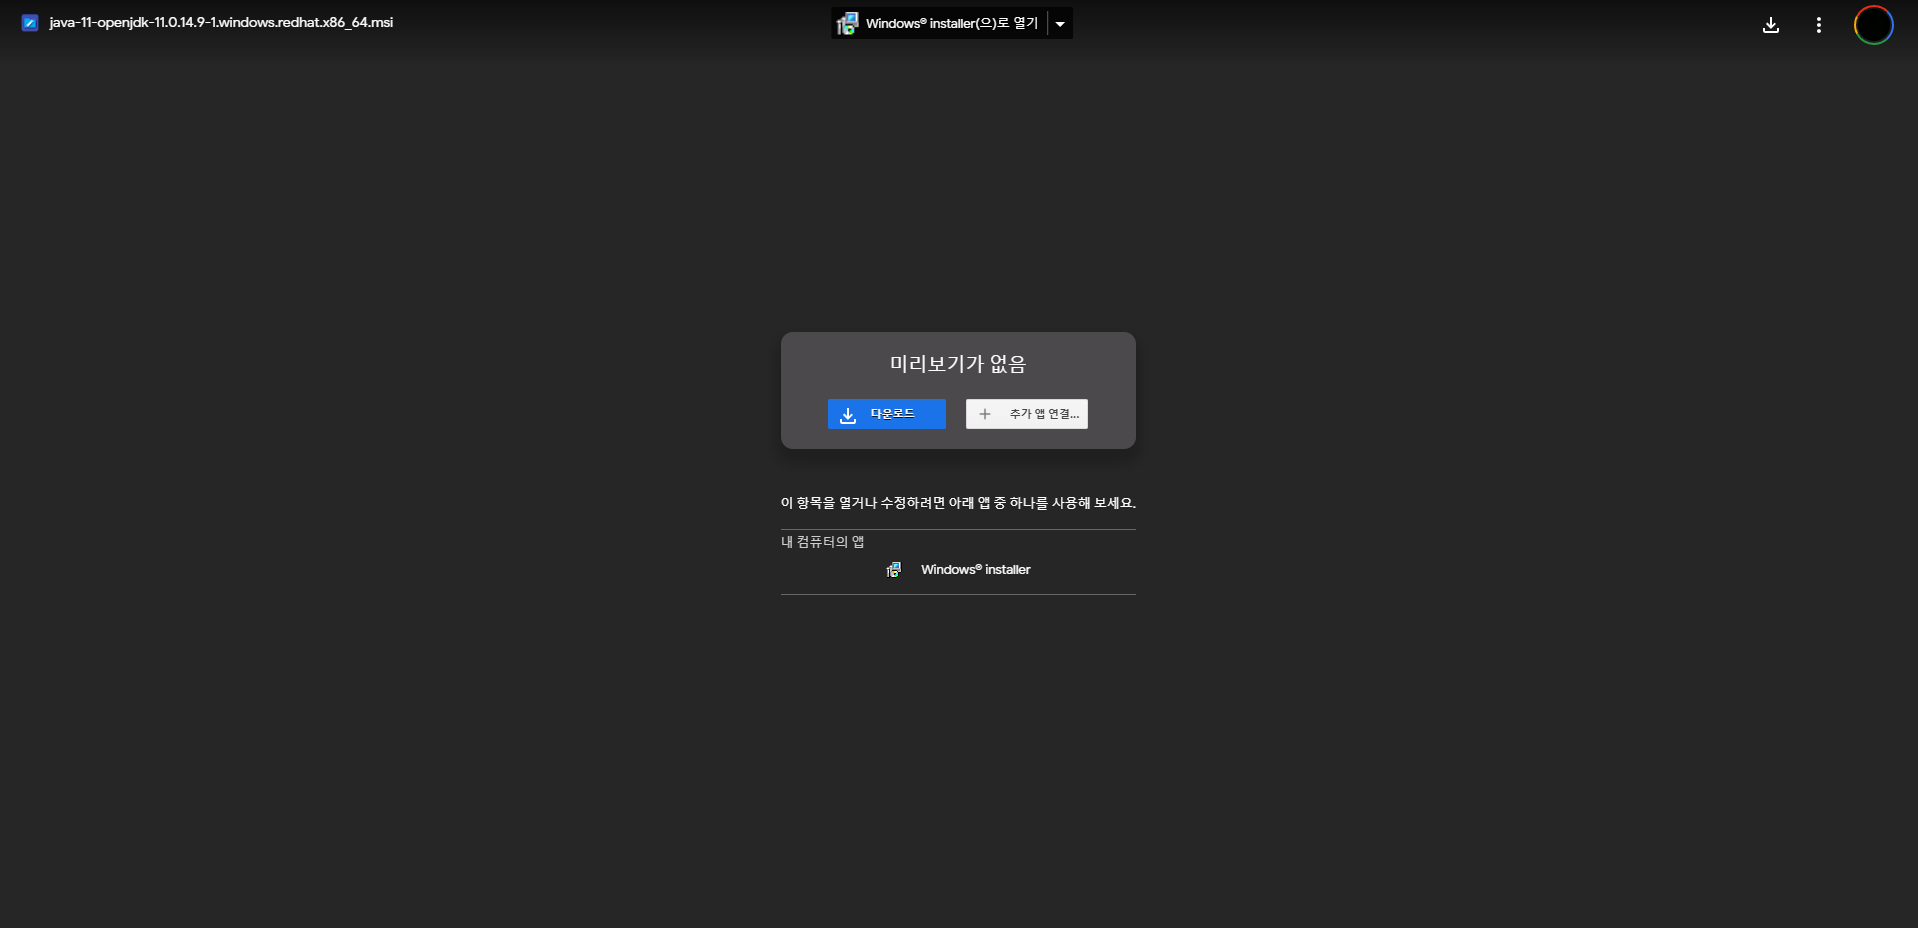 java-11-openjdk-11.0.14.9-1.windows.redhat.x86_64.msi
Windows® installer(으)로 열기
미리보기가 없음
다운로드
추가 앱 연결...
이 항목을 열거나 수정하려면 아래 앱 중 하나를 사용해 보세요.
내 컴퓨터의 앱
Windows® installer